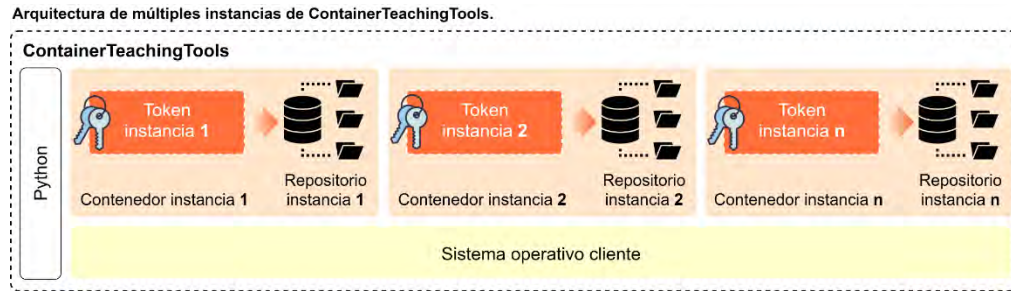 Arquitectura de múltiples instancias de ContainerTeachingTools.
ContainerTeachingTools
Python
Token
instancia 1
Contenedor instancia 1
Repositorio
instancia 1
Token
instancia 2
Contenedor instancia 2
Repositorio
instancia 2
Token
instancia n
Contenedor instancia n
Repositorio
instancia n
Sistema operativo cliente